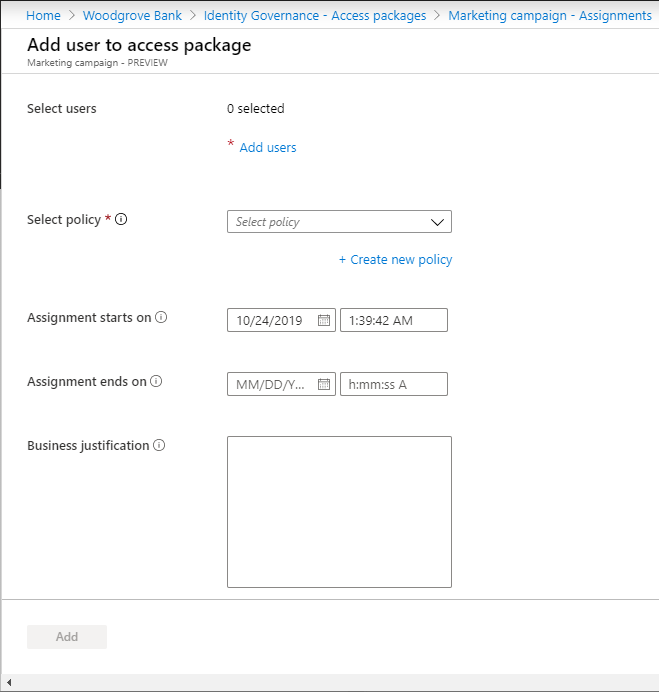 Home > Woodgrove Bank > Identity Governance - Access packages > Marketing campaign - Assignments
Add user to access package
Marketing campaign - PREVIEW
Select users 0 selected
* Add users
Select policy * Select policy
+ Create new policy
Assignment starts on 10/24/2019 1:39:42 AM
Assignment ends on MM/DD/Y... h:mm:ss A
Business justification
Add